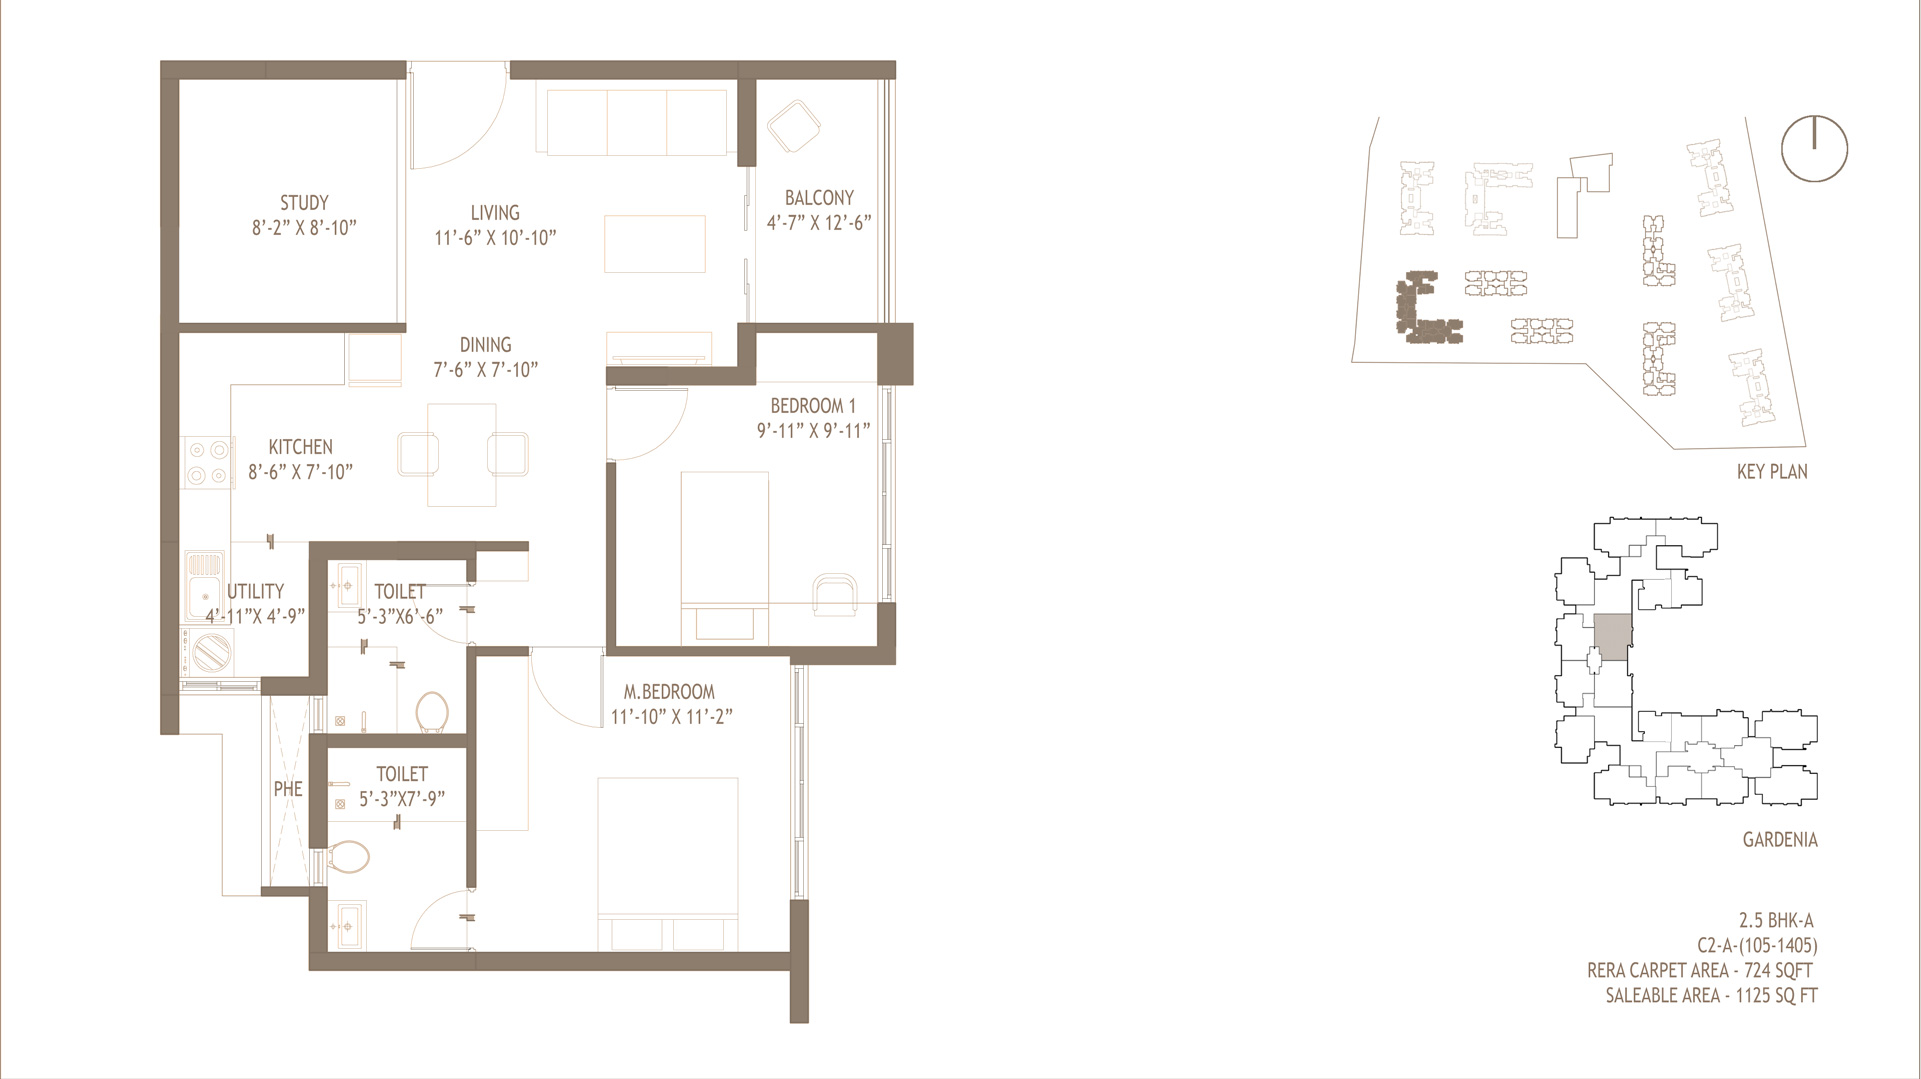 STUDY
8'-2” X 8'-10”
LIVING
11'-6” X 10'-10”
BALCONY
4'-7” X 12'-6”
DINING
7'-6” X 7'-10”
BEDROOM 1
9'-11” X 9'-11”
KITCHEN
8'-6” X 7'-10”
UTILITY
4'-11”X 4'-9”
TOILET
5'-3”X6'-6”
M.BEDROOM
11'-10” X 11'-2”
TOILET
5'-3”X7'-9”
PHE
KEY PLAN
GARDENIA
2.5 BHK-A
C2-A-(105-1405)
RERA CARPET AREA - 724 SQFT
SALEABLE AREA - 1125 SQ FT